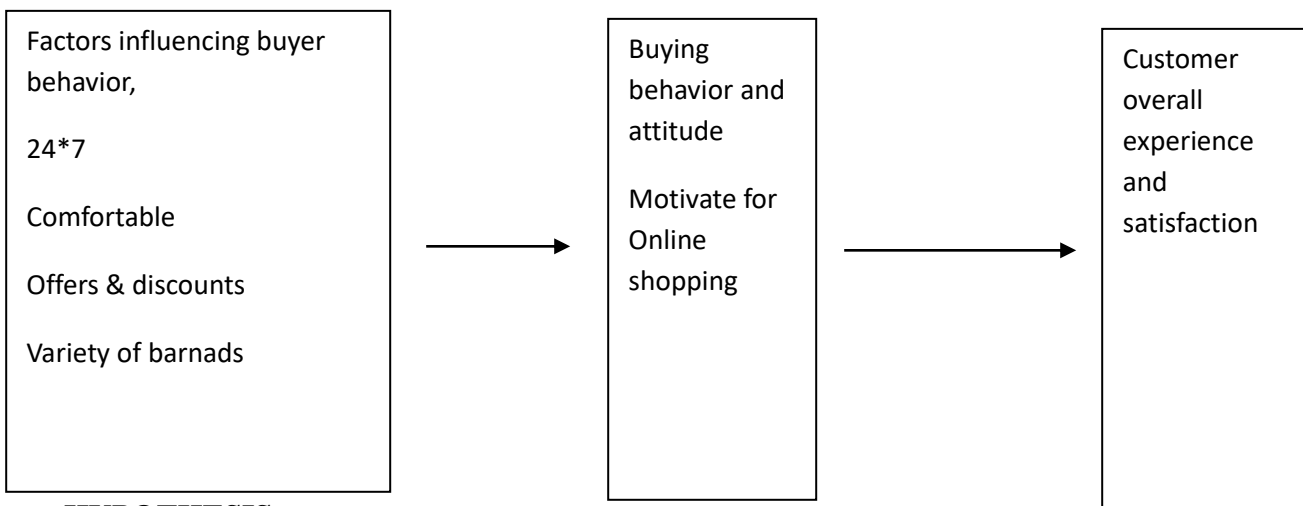 Factors influencing buyer
behavior,
24*7
Comfortable
Offers & discounts
Variety of barnads
Buying
behavior and
attitude
Motivate for
Online
shopping
Customer
overall
experience
and
satisfaction